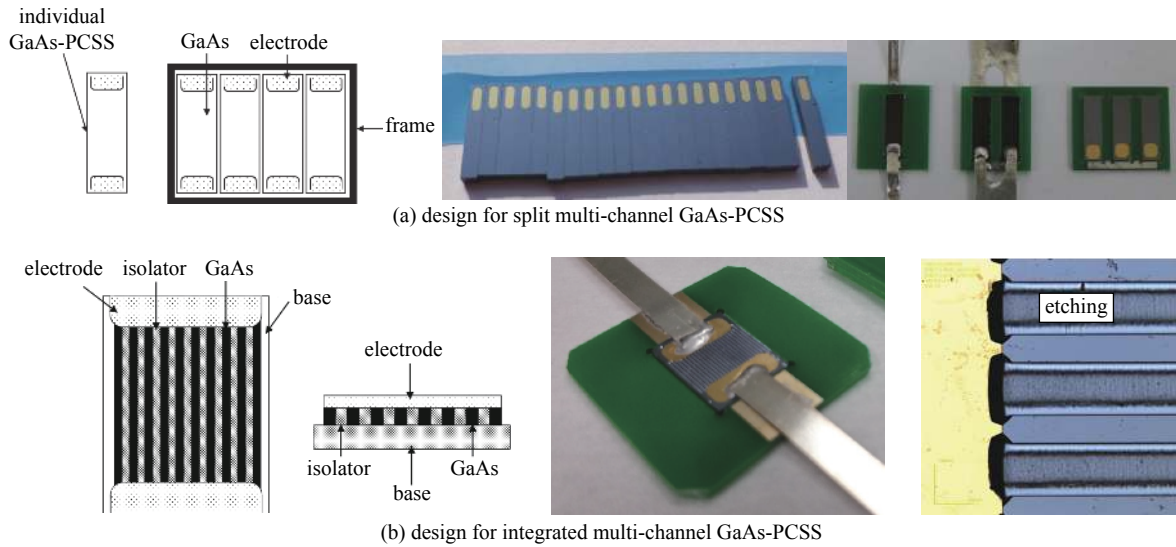 individual
GaAs-PCSS
GaAs
electrode
frame
(a) design for split multi-channel GaAs-PCSS
electrode
isolator
GaAs
base
electrode
isolator
GaAs
base
etching
(b) design for integrated multi-channel GaAs-PCSS